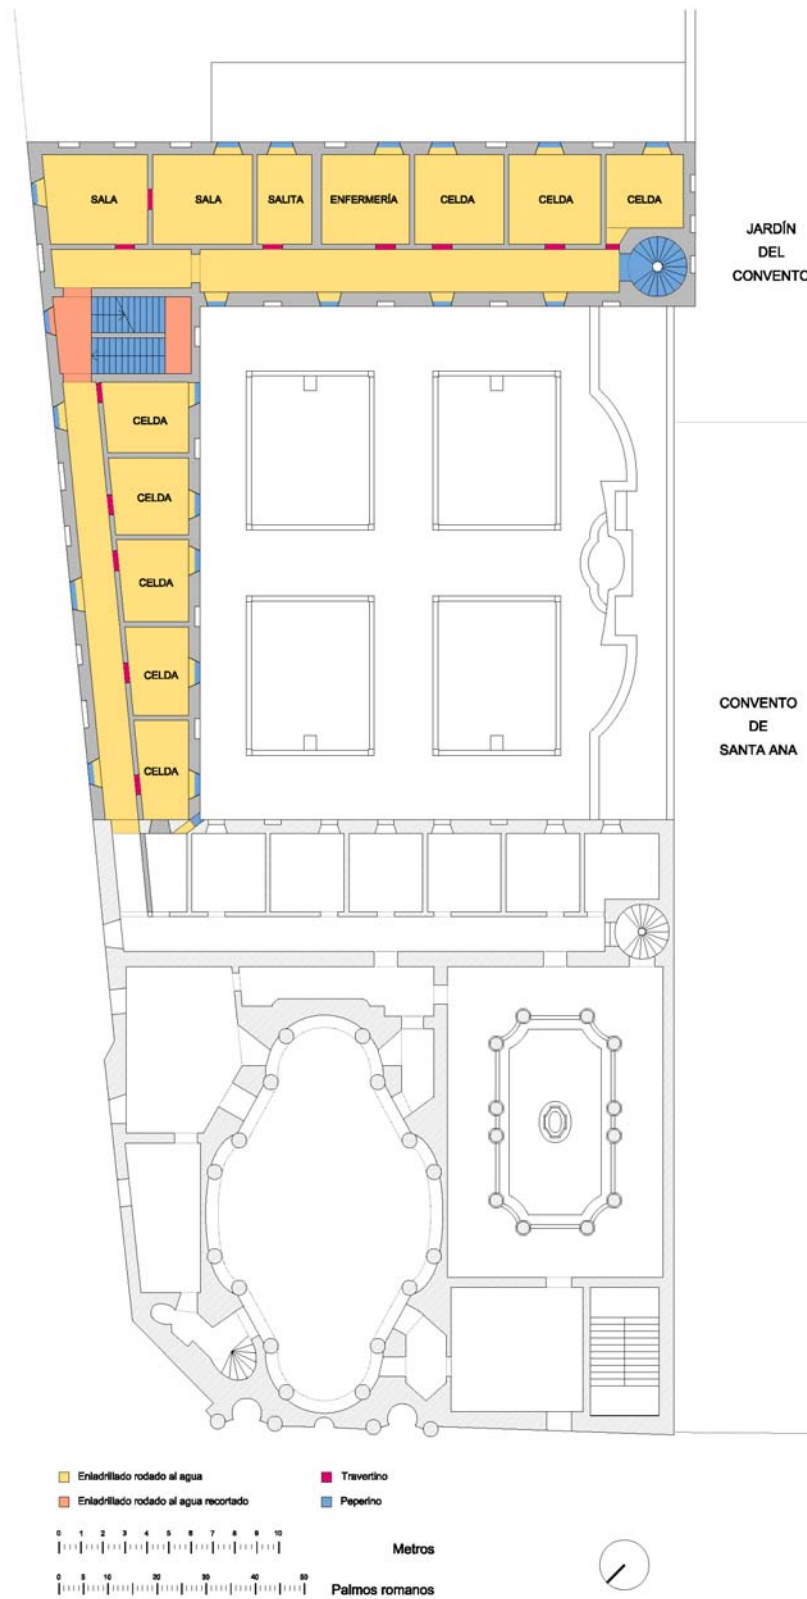 SALA
SALA
SALITA
ENFERMERÍA
CELDA
CELDA
CELDA
JARDÍN
DEL
CONVENTO
CELDA
CELDA
CELDA
CELDA
CELDA
CONVENTO
DE
SANTA ANA
Enladrillado rodado al agua
Travertino
Enladrillado rodado al agua recortado
Peperino
0 1 2 3 4 5 6 7 8 9 10
Metros
0 5 10 20 30 40 50
Palmos romanos